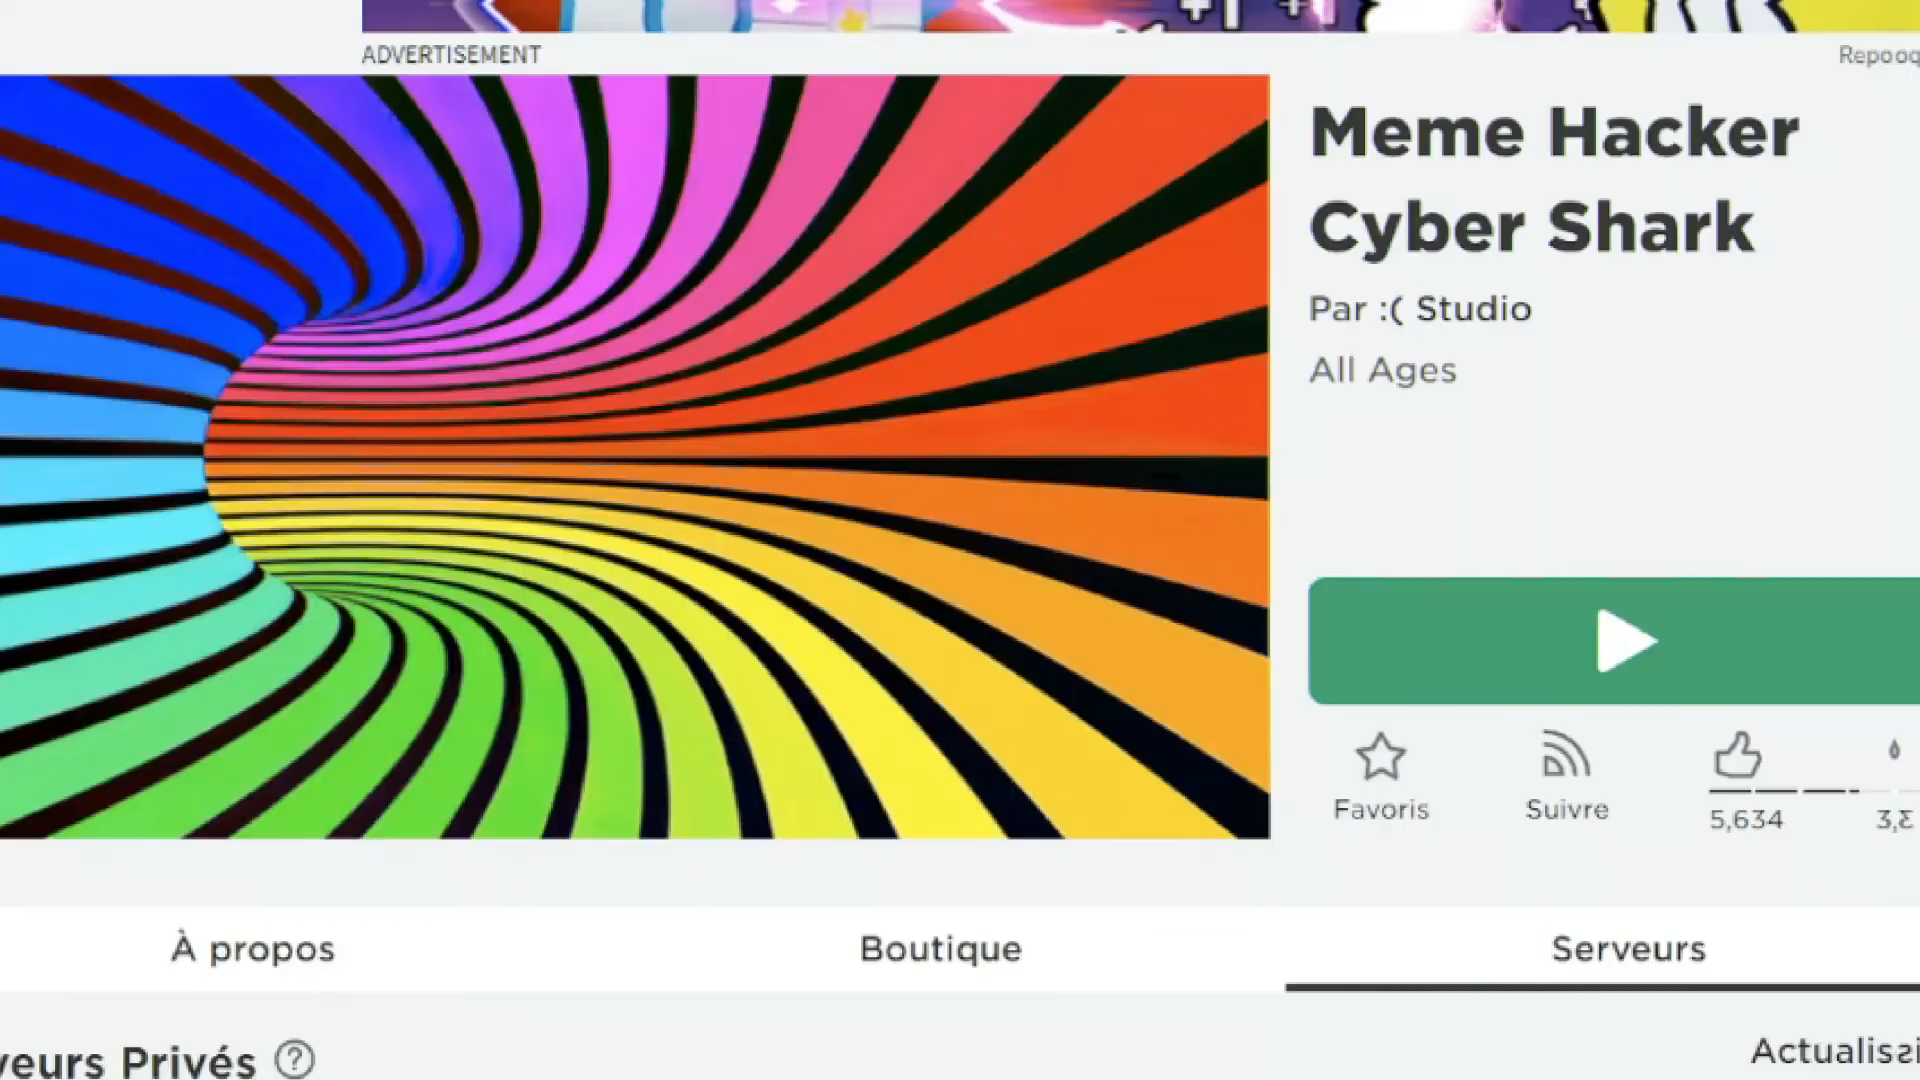 ADVERTISEMENT
Meme Hacker
Cyber Shark
Par :( Studio
All Ages
Favoris
Suivre
5,634
À propos
Boutique
Serveurs
Privés